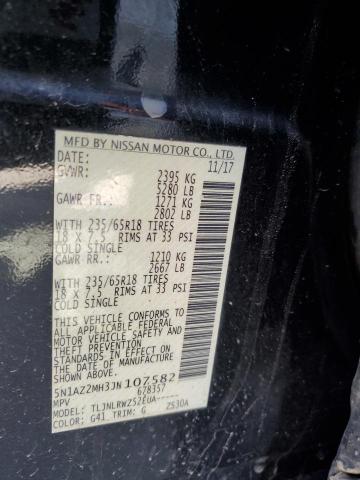 MFD BY NISSAN MOTOR CO., LTD.
DATE: 11/17
GVWR: 2395 KG
5280 LB
GAWR FR.: 1271 KG
2802 LB
WITH 235/65R18 TIRES
18 X 7.5 RIMS AT 33 PSI
COLD SINGLE
GAWR RR.: 1210 KG
2667 LB
WITH 235/65R18 TIRES
18 X 7.5 RIMS AT 33 PSI
COLD SINGLE
THIS VEHICLE CONFORMS TO ALL
APPLICABLE FEDERAL
MOTOR VEHICLE SAFETY AND
THEFT PREVENTION
STANDARDS IN EFFECT ON THE DATE
OF MANUFACTURE SHOWN ABOVE.
5N1AZ2MH3JN107582
678357
MPV TLJNLRWZ52EUA-----
COLOR: G41 TRIM: G Z530A